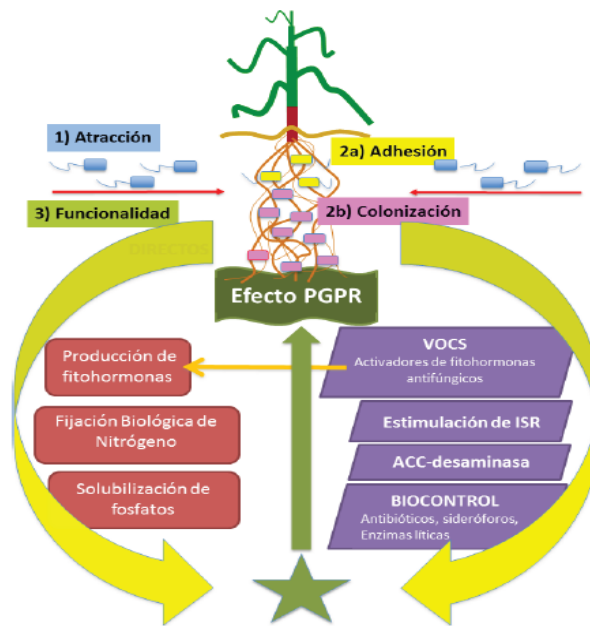 1) Atracción
2a) Adhesión
3) Funcionalidad
2b) Colonización
DIRECTOS
Efecto PGPR
Producción de
fitohormonas
Fijación Biológica de
Nitrógeno
Solubilización de
fosfatos
VOCS
Activadores de fitohormonas
antifúngicos
Estimulación de ISR
ACC-desaminasa
BIOCONTROL
Antibióticos, sideróforos,
Enzimas líticas